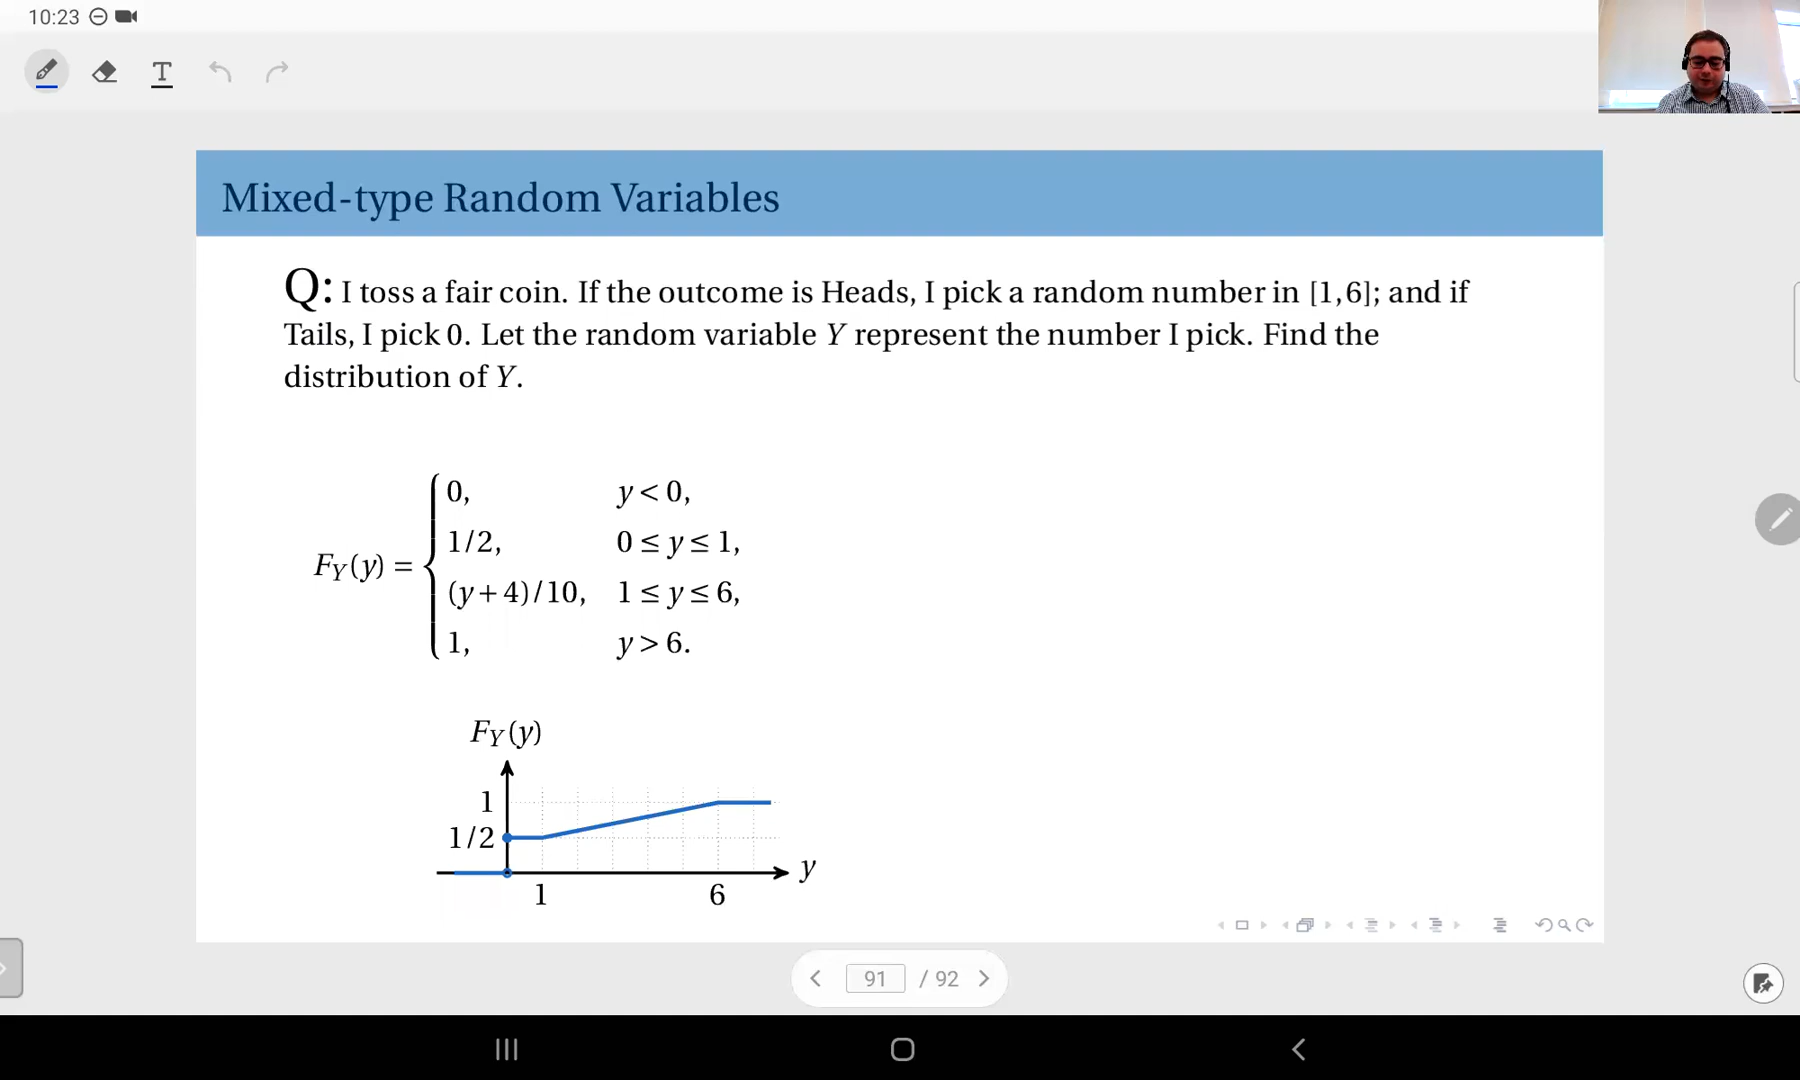 10:23
T
Mixed-type Random Variables
Q: I toss a fair coin. If the outcome is Heads, I pick a random number in [1,6]; and if
Tails, I pick 0. Let the random variable Y represent the number I pick. Find the
distribution of Y.
0, y < 0,
1/2, 0 ≤ y ≤ 1,
F_Y(y) =
(y + 4)/10, 1 ≤ y ≤ 6,
1, y > 6.
F_Y(y)
1
1/2
y
1 6
91 / 92